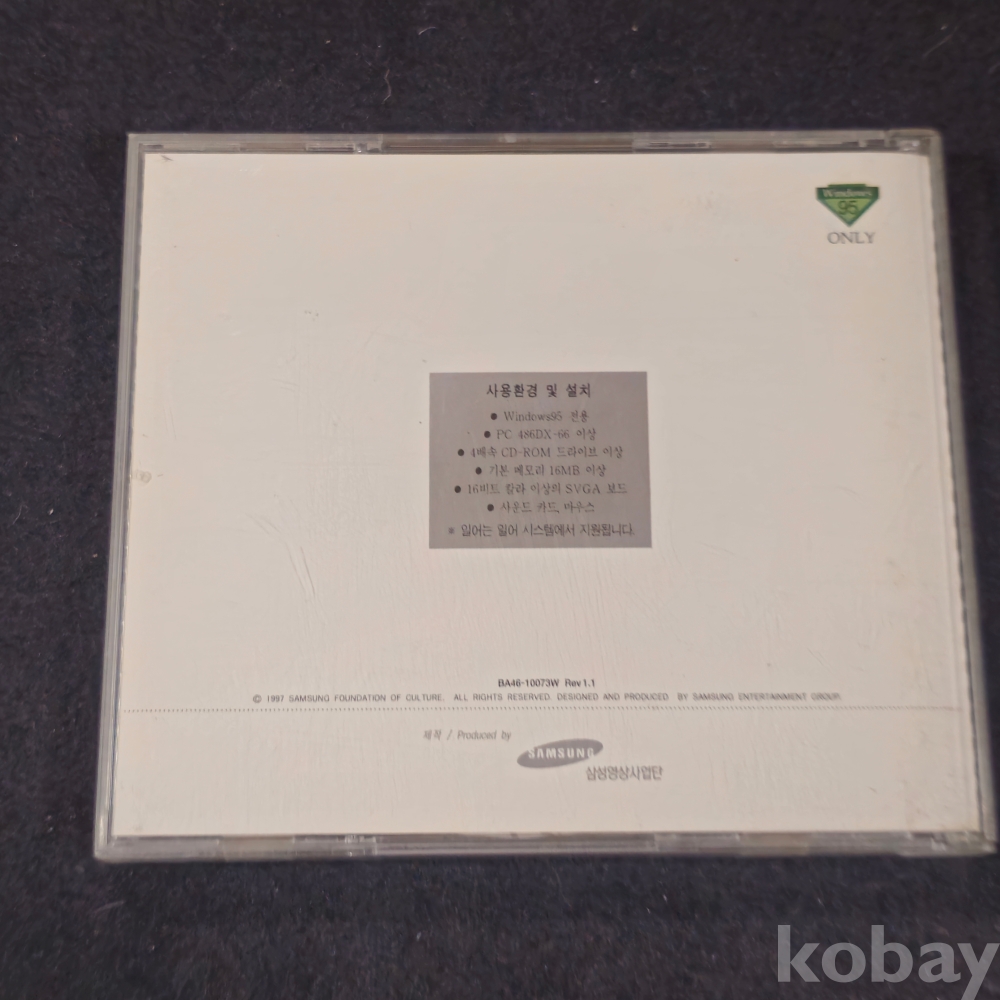 Windows
95
ONLY
사용환경 및 설치
● Windows95 전용
● PC 486DX-66 이상
● 4배속 CD-ROM 드라이브 이상
● 기본 메모리 16MB 이상
● 16비트 칼라 이상의 SVGA 보드
● 사운드 카드, 마우스
※ 일어는 일어 시스템에서 지원됩니다.
BA46-10073W Rev 1.1
© 1997 SAMSUNG FOUNDATION OF CULTURE. ALL RIGHTS RESERVED. DESIGNED AND PRODUCED BY SAMSUNG ENTERTAINMENT GROUP.
제작 / Produced by
SAMSUNG
삼성영상사업단
kobay